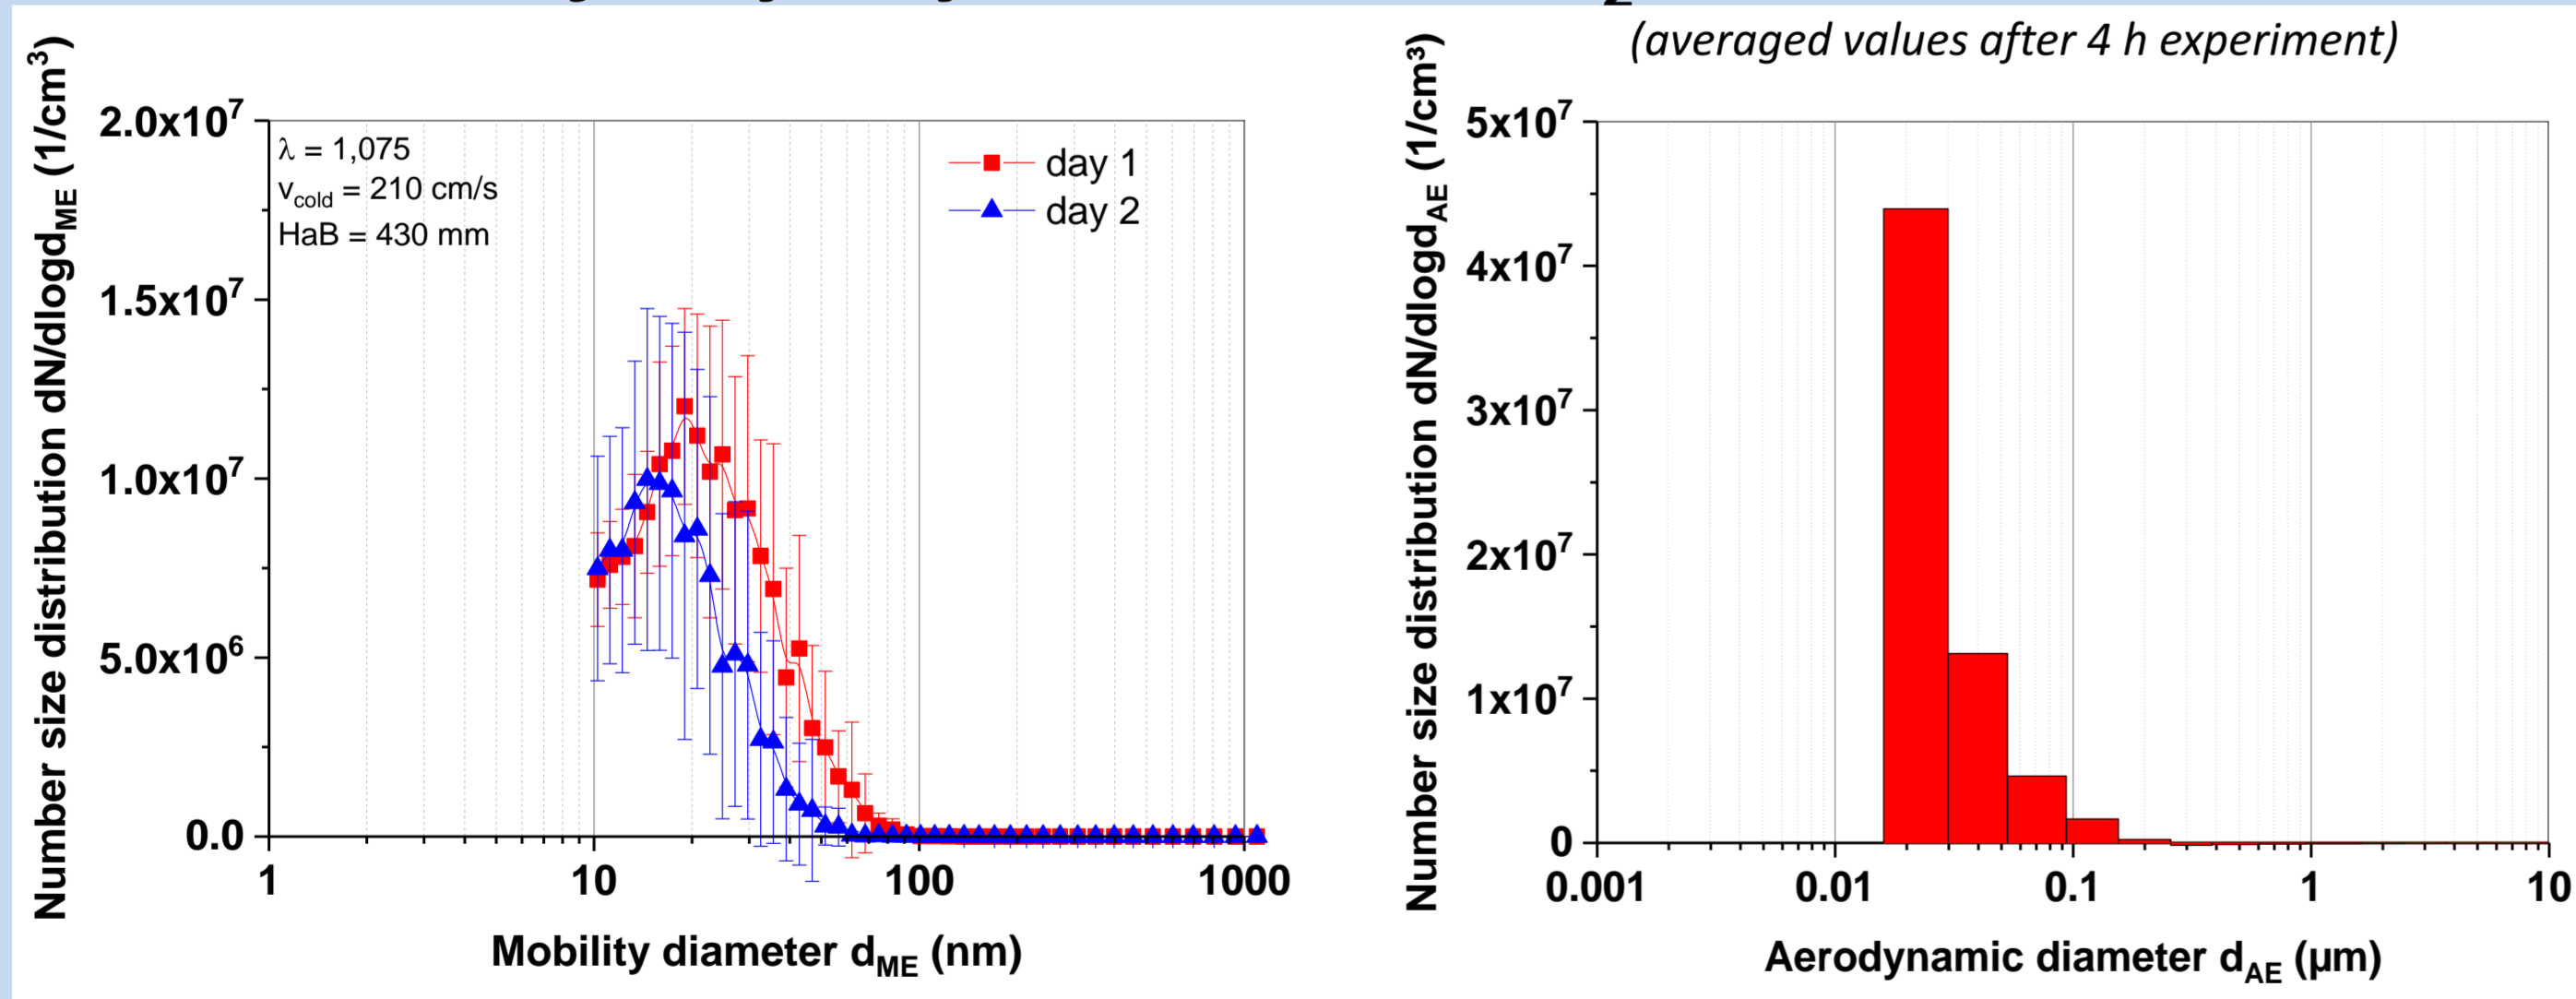 (averaged values after 4 h experiment)
Number size distribution dN/dlogd_ME (1/cm³)
2.0x10⁷
1.5x10⁷
1.0x10⁷
5.0x10⁶
0.0
λ = 1,075
v_cold = 210 cm/s
HaB = 430 mm
day 1
day 2
1 10 100 1000
Mobility diameter d_ME (nm)
Number size distribution dN/dlogd_AE (1/cm³)
5x10⁷
4x10⁷
3x10⁷
2x10⁷
1x10⁷
0
0.001 0.01 0.1 1 10
Aerodynamic diameter d_AE (µm)